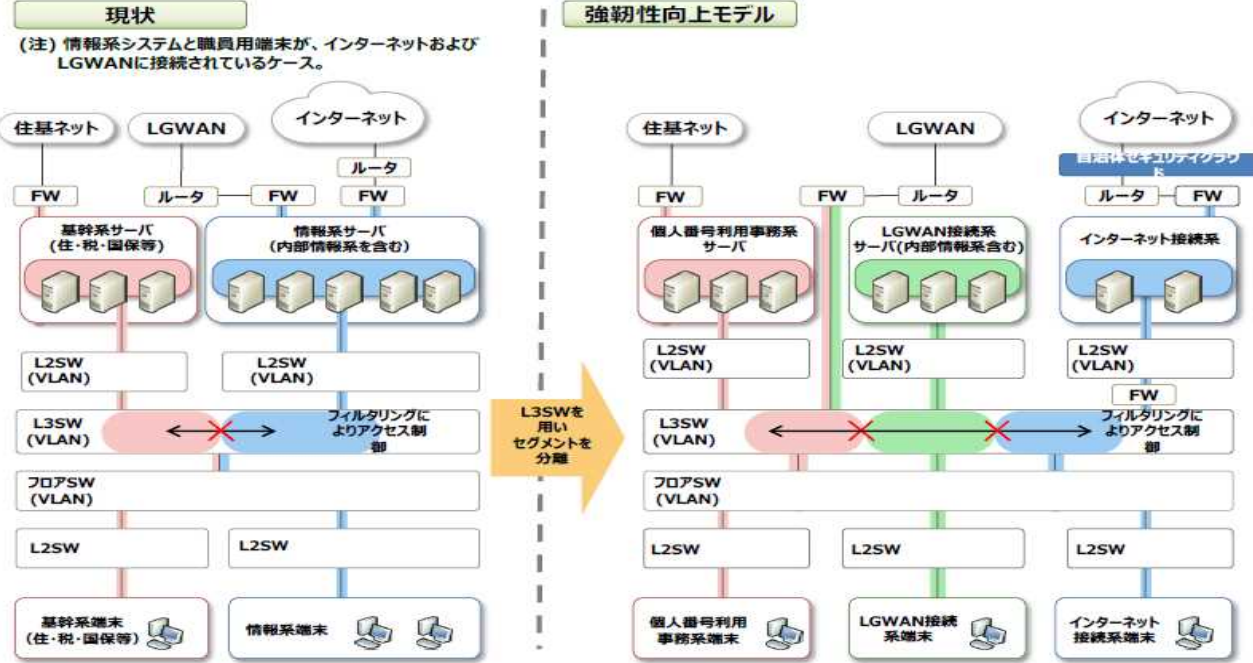 現状
(注) 情報系システムと職員用端末が、インターネットおよび
LGWANに接続されているケース。
住基ネット
LGWAN
インターネット
ルータ
FW
ルータ
FW
FW
基幹系サーバ
(住・税・国保等)
情報系サーバ
(内部情報系を含む)
L2SW
(VLAN)
L2SW
(VLAN)
L3SW
(VLAN)
フィルタリングに
よりアクセス制
御
フロアSW
(VLAN)
L2SW
L2SW
基幹系端末
(住・税・国保等)
情報系端末
L3SWを
用い
セグメントを
分離
強靭性向上モデル
住基ネット
LGWAN
インターネット
自治体セキュリティクラウ
ド
FW
FW
ルータ
ルータ
FW
個人番号利用事務系
サーバ
LGWAN接続系
サーバ(内部情報系含む)
インターネット接続系
L2SW
(VLAN)
L2SW
(VLAN)
L2SW
(VLAN)
FW
L3SW
(VLAN)
フィルタリングに
よりアクセス制
御
フロアSW
(VLAN)
L2SW
L2SW
L2SW
個人番号利用
事務系端末
LGWAN接続
系端末
インターネット
接続系端末